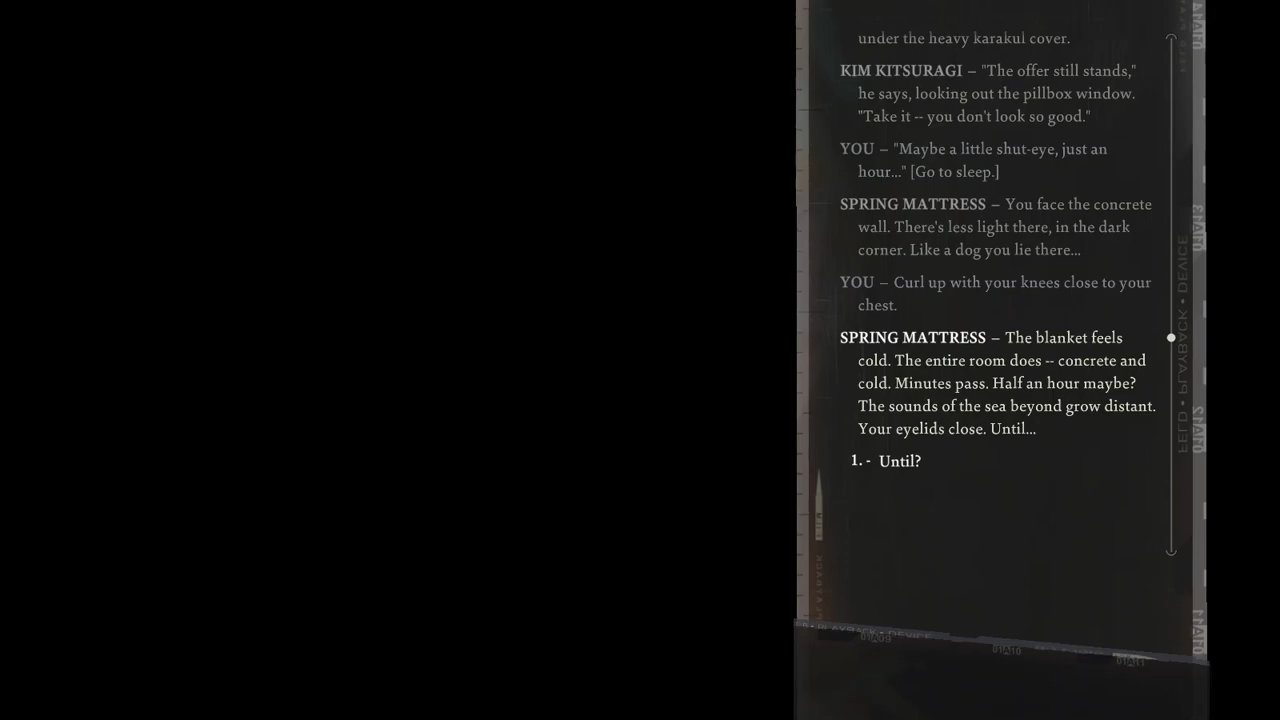 under the heavy karakul cover.
KIM KITSURAGI – "The offer still stands,"
he says, looking out the pillbox window.
"Take it -- you don't look so good."
YOU – "Maybe a little shut-eye, just an
hour..." [Go to sleep.]
SPRING MATTRESS – You face the concrete
wall. There's less light there, in the dark
corner. Like a dog you lie there...
YOU – Curl up with your knees close to your
chest.
SPRING MATTRESS – The blanket feels
cold. The entire room does -- concrete and
cold. Minutes pass. Half an hour maybe?
The sounds of the sea beyond grow distant.
Your eyelids close. Until...
1. - Until?
FELD • PLAYBACK • DEVICE
PLAYBACK